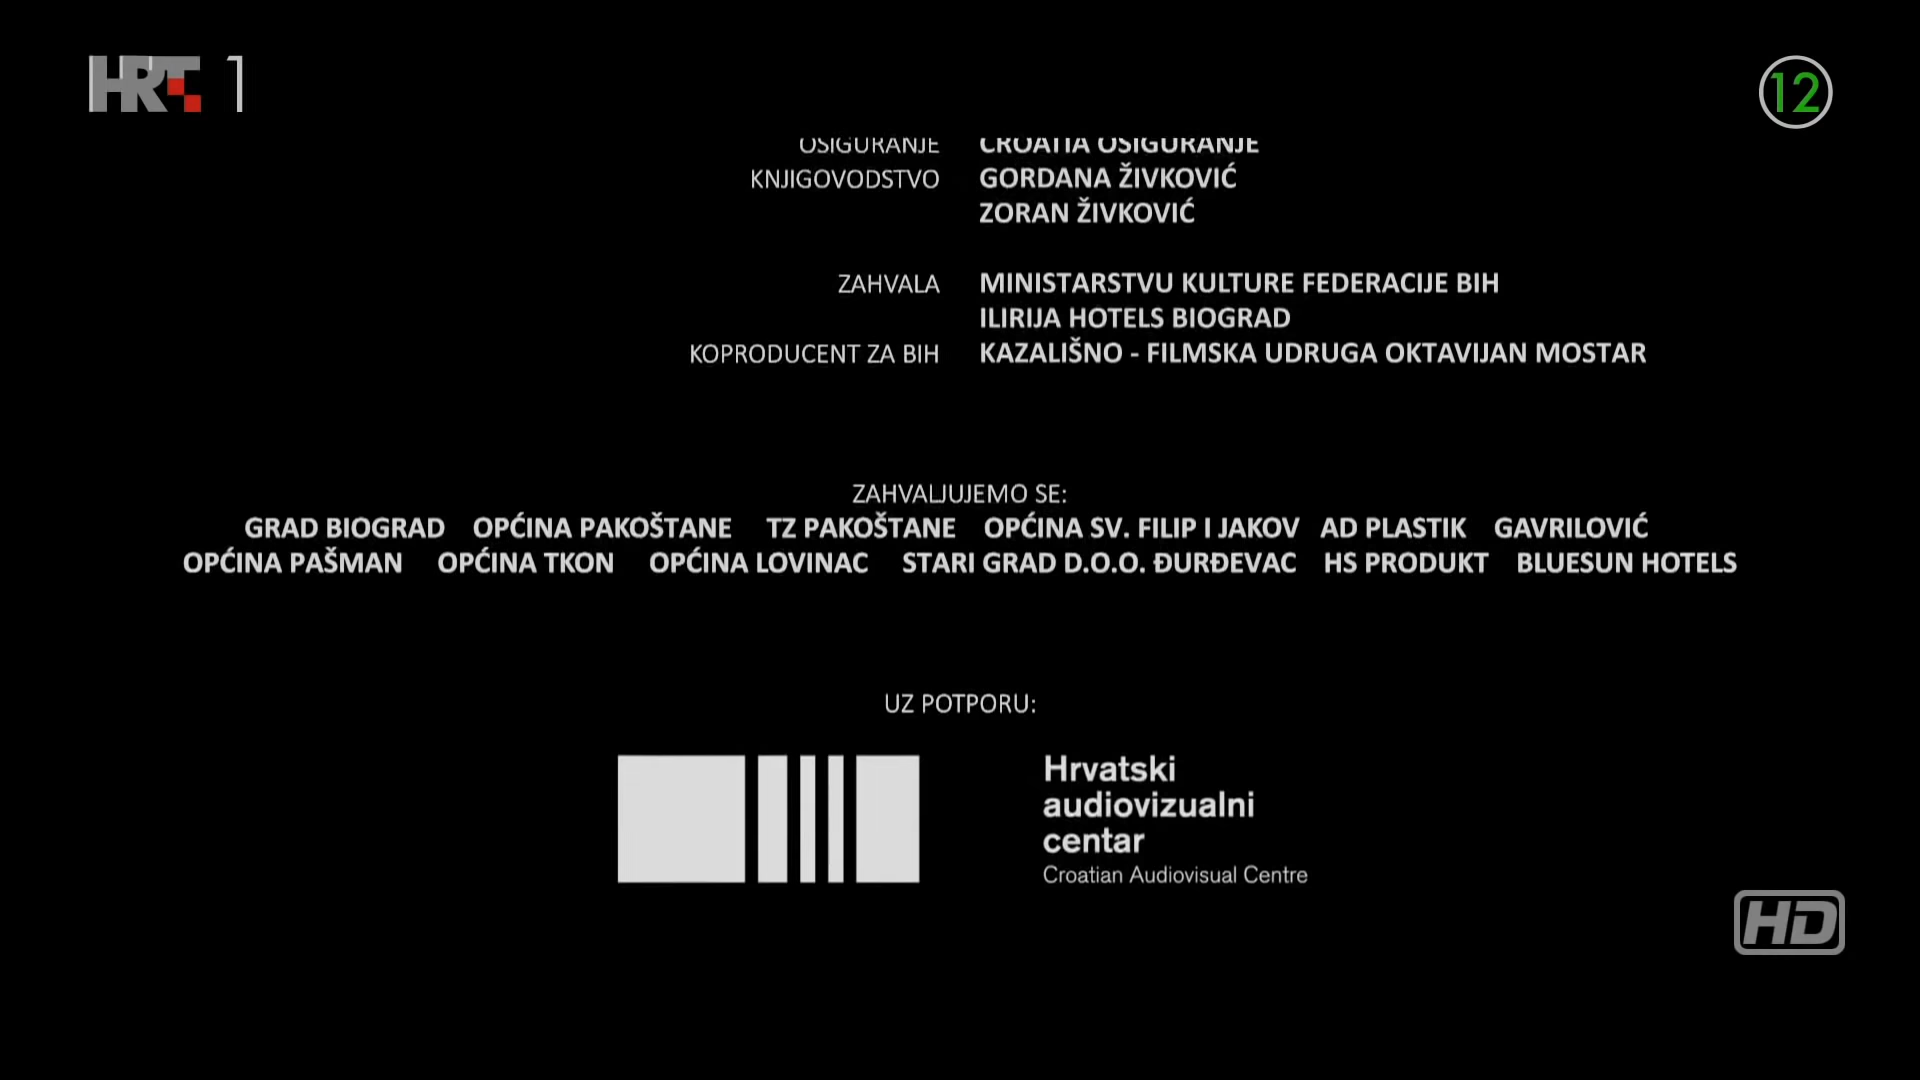 HRT 1
12
OSIGURANJE CROATIA OSIGURANJE
KNJIGOVODSTVO GORDANA ŽIVKOVIĆ
ZORAN ŽIVKOVIĆ
ZAHVALA MINISTARSTVU KULTURE FEDERACIJE BIH
ILIRIJA HOTELS BIOGRAD
KOPRODUCENT ZA BIH KAZALIŠNO - FILMSKA UDRUGA OKTAVIJAN MOSTAR
ZAHVALJUJEMO SE:
GRAD BIOGRAD OPĆINA PAKOŠTANE TZ PAKOŠTANE OPĆINA SV. FILIP I JAKOV AD PLASTIK GAVRILOVIĆ
OPĆINA PAŠMAN OPĆINA TKON OPĆINA LOVINAC STARI GRAD D.O.O. ĐURĐEVAC HS PRODUKT BLUESUN HOTELS
UZ POTPORU:
Hrvatski
audiovizualni
centar
Croatian Audiovisual Centre
HD